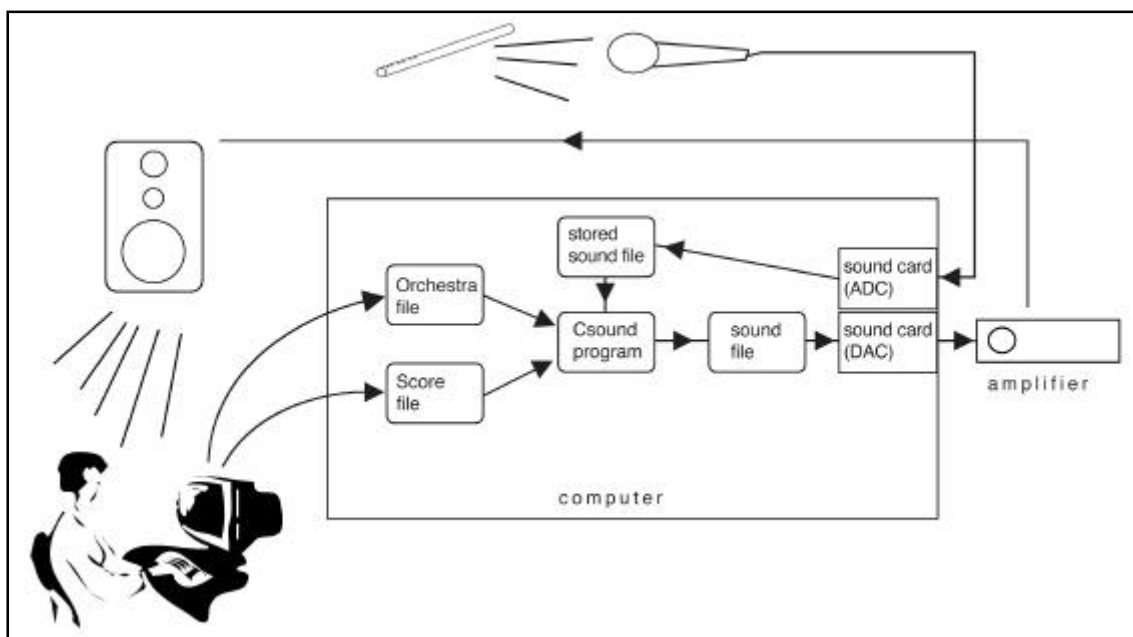 stored
sound file
sound card
(ADC)
Orchestra
file
Csound
program
sound
file
sound card
(DAC)
amplifier
Score
file
computer